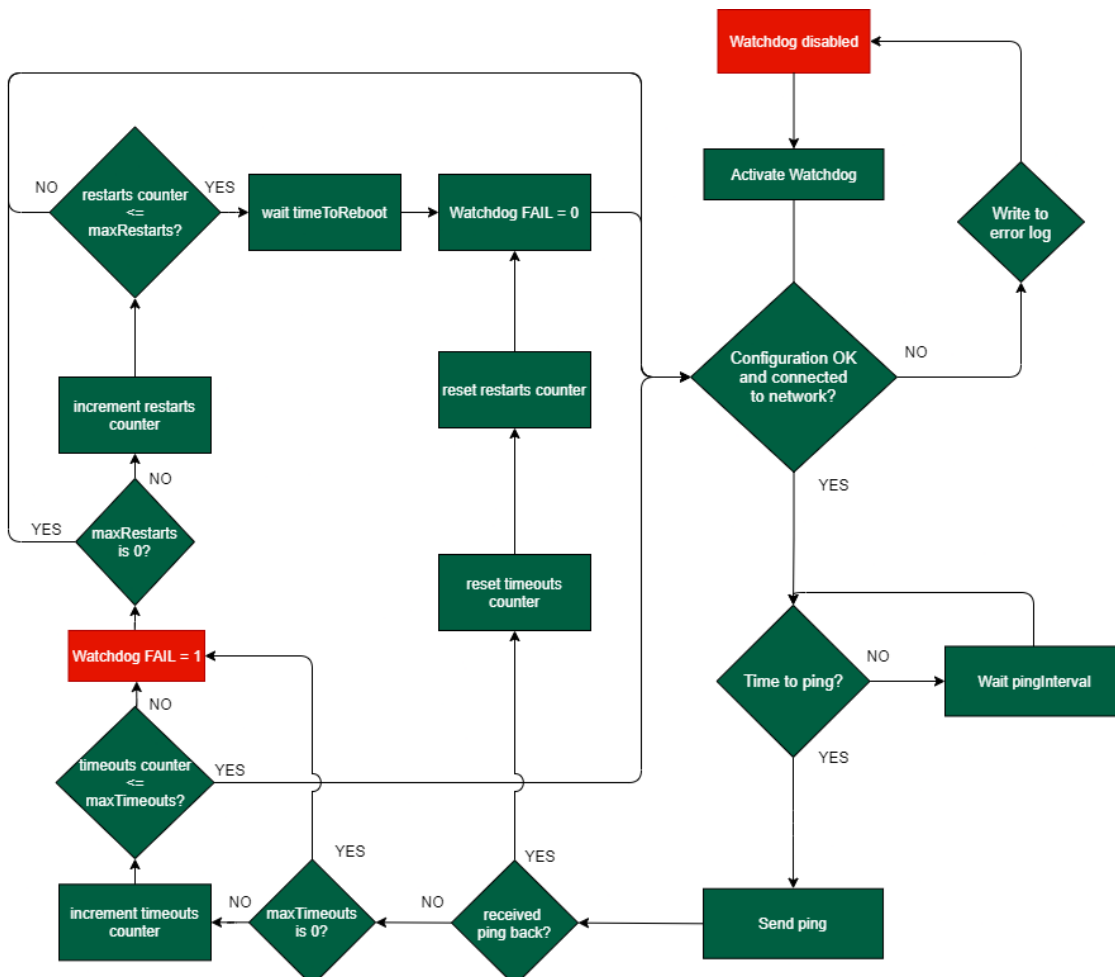 Watchdog disabled
Activate Watchdog
Write to
error log
NO
restarts counter
<=
maxRestarts?
YES
wait timeToReboot
Watchdog FAIL = 0
Configuration OK
and connected
to network?
NO
YES
reset restarts counter
increment restarts
counter
NO
YES
maxRestarts
is 0?
reset timeouts
counter
Watchdog FAIL = 1
NO
Time to ping?
NO
Wait pingInterval
YES
timeouts counter
<=
maxTimeouts?
YES
YES
YES
increment timeouts
counter
NO
maxTimeouts
is 0?
NO
received
ping back?
Send ping